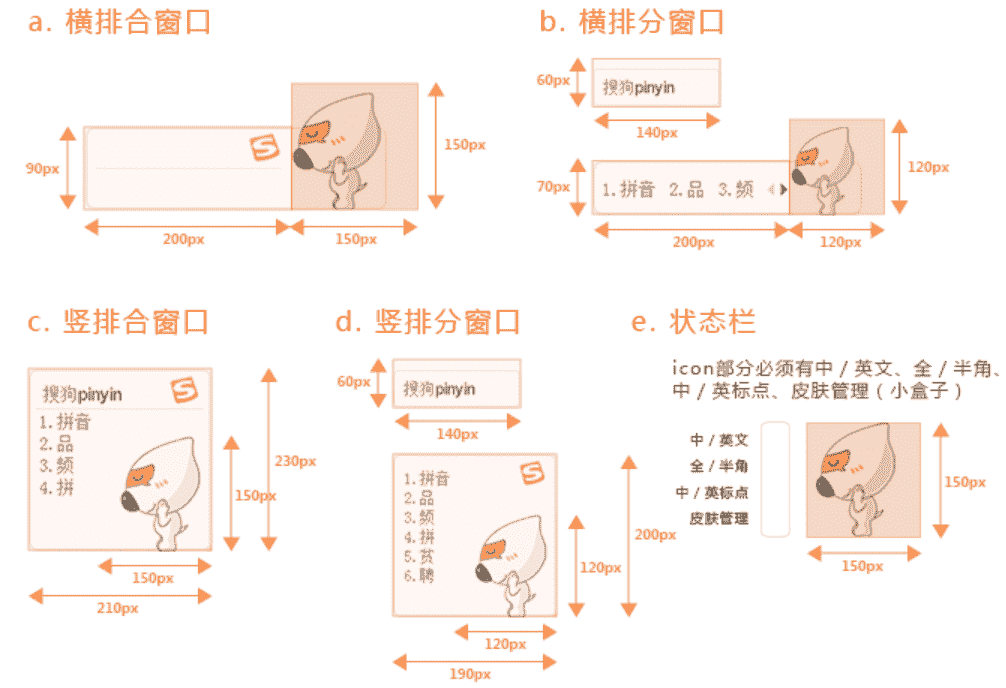 a. 横排合窗口
b. 横排分窗口
S
90px
150px
200px
150px
60px
搜狗pinyin
140px
70px
1.拼音 2.品 3.频
120px
200px
120px
c. 竖排合窗口
d. 竖排分窗口
e. 状态栏
搜狗pinyin
S
1.拼音
2.品
3.频
4.拼
150px
230px
150px
210px
60px
搜狗pinyin
140px
1.拼音
2.品
3.频
4.拼
5.贫
6.聘
S
120px
200px
120px
190px
icon部分必须有中/英文、全/半角、
中/英标点、皮肤管理(小盒子)
中/英文
全/半角
中/英标点
皮肤管理
150px
150px